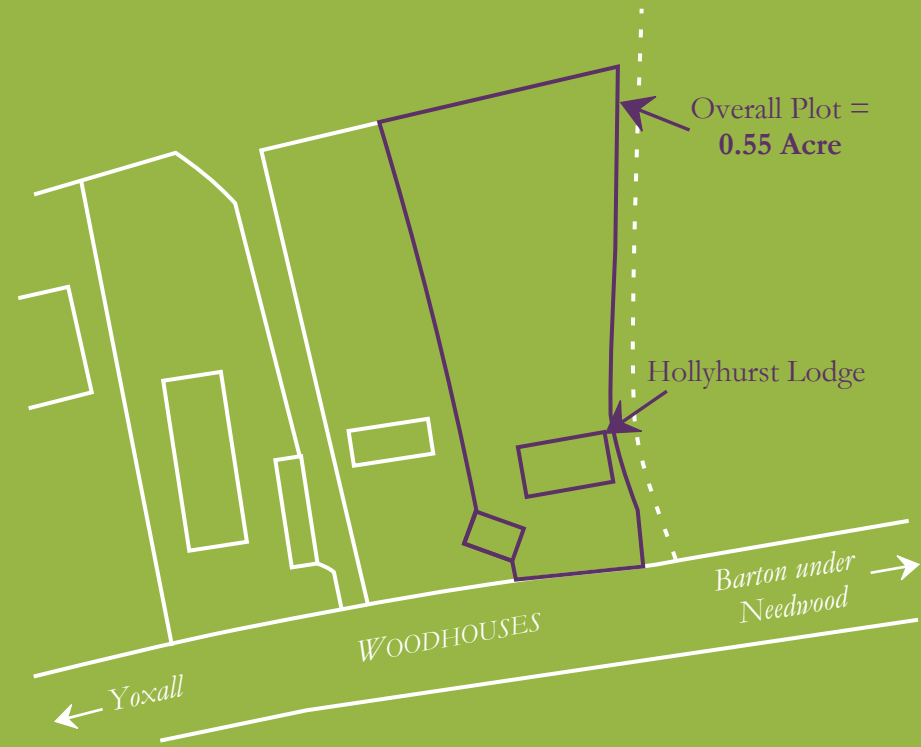 Overall Plot =
0.55 Acre
Hollyhurst Lodge
Barton under
Needwood
WOODHOUSES
Yoxall